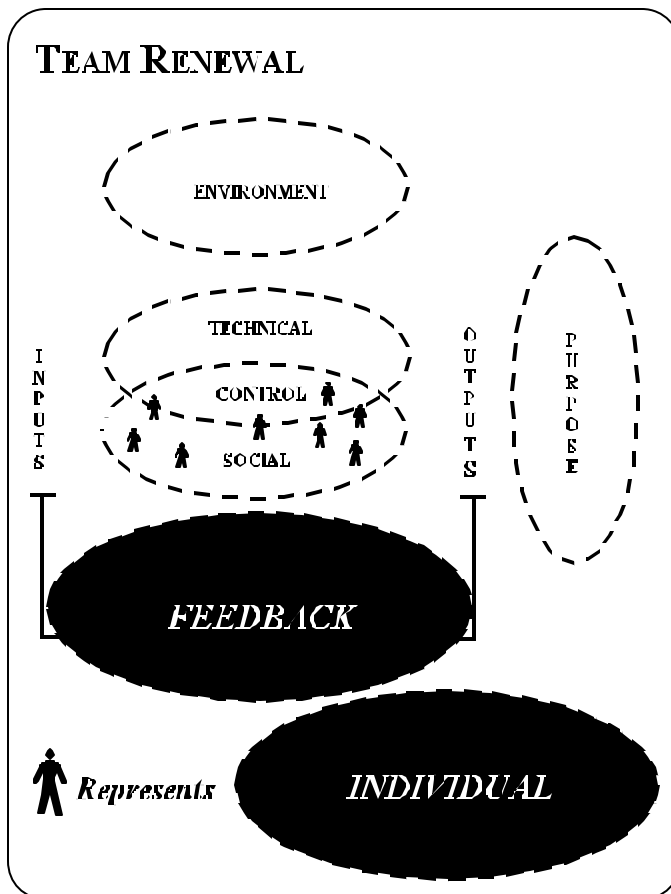 TEAM RENEWAL
ENVIRONMENT
TECHNICAL
CONTROL
SOCIAL
INPUTS
OUTPUTS
PURPOSE
FEEDBACK
Represents
INDIVIDUAL